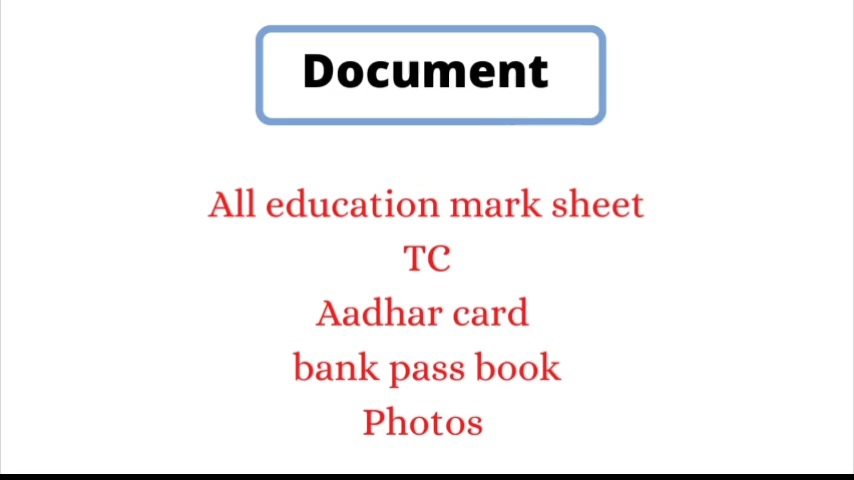 Document
All education mark sheet
TC
Aadhar card
bank pass book
Photos